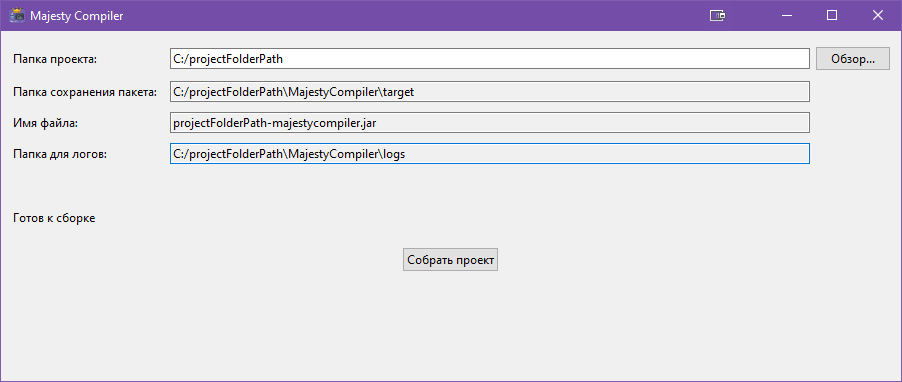 Majesty Compiler
Папка проекта: C:/projectFolderPath Обзор...
Папка сохранения пакета: C:/projectFolderPath\MajestyCompiler\target
Имя файла: projectFolderPath-majestycompiler.jar
Папка для логов: C:/projectFolderPath\MajestyCompiler\logs
Готов к сборке
Собрать проект